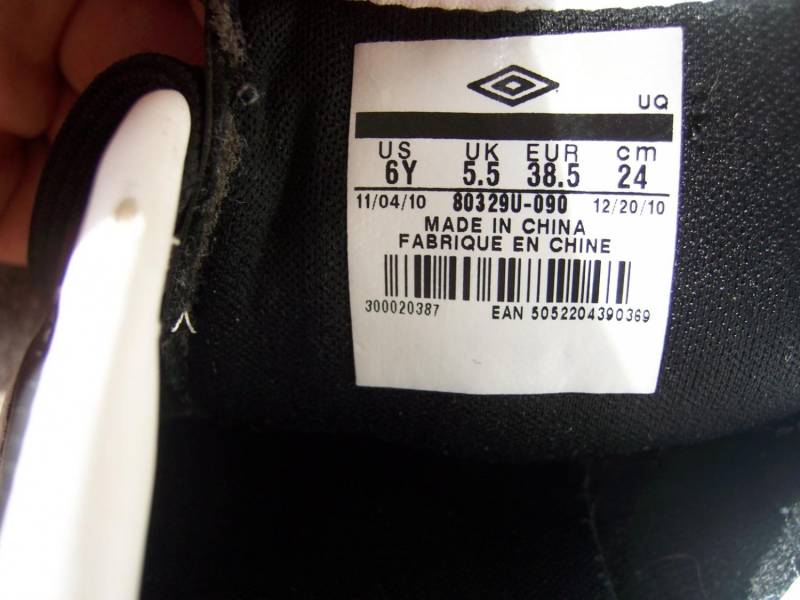 UQ
US UK EUR cm
6Y 5.5 38.5 24
11/04/10 80329U-090 12/20/10
MADE IN CHINA
FABRIQUE EN CHINE
300020387 EAN 5052204390369